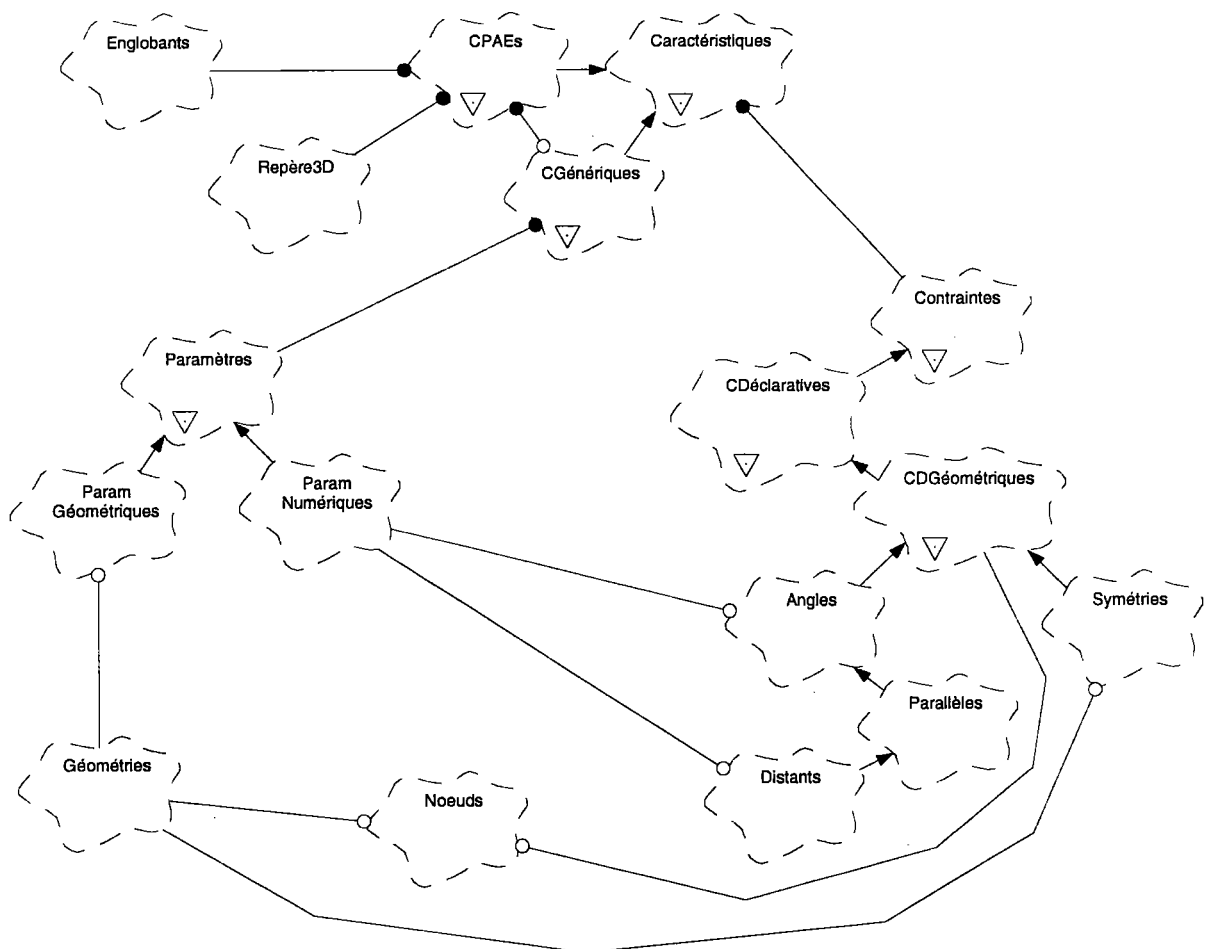 Englobants
CPAEs
Caractéristiques
Repère3D
CGénériques
Contraintes
Paramètres
CDéclaratives
Param
Géométriques
Param
Numériques
CDGéométriques
Angles
Symétries
Parallèles
Géométries
Noeuds
Distants